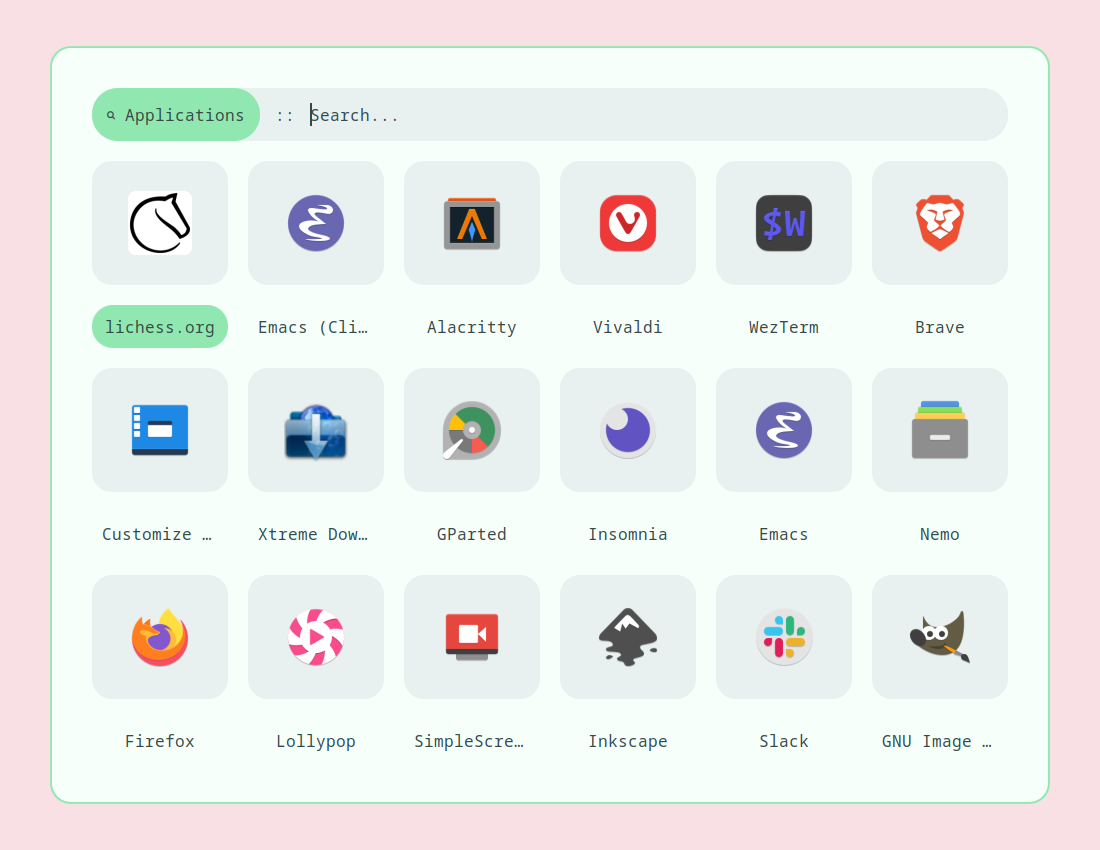 Applications :: Search...
$W
lichess.org Emacs (Cli… Alacritty Vivaldi WezTerm Brave
Customize … Xtreme Dow… GParted Insomnia Emacs Nemo
Firefox Lollypop SimpleScre… Inkscape Slack GNU Image …